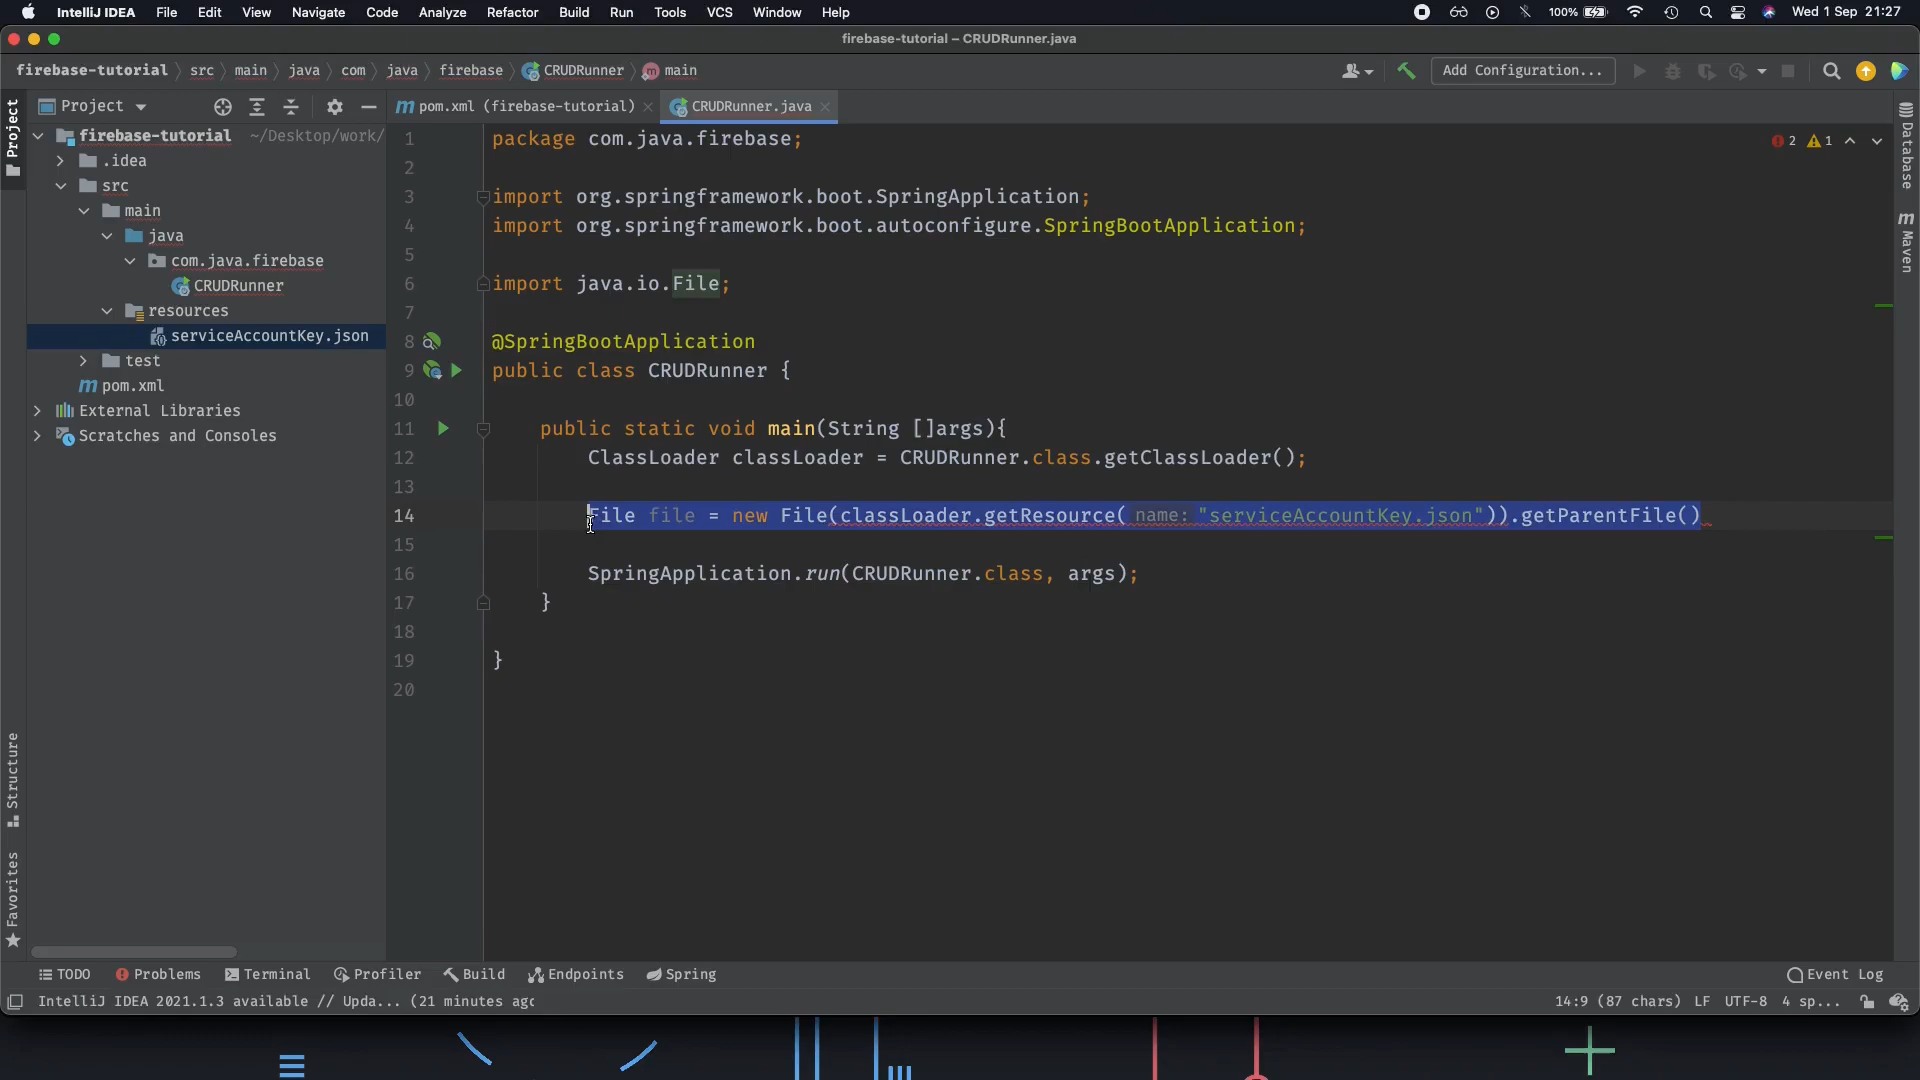 IntelliJ IDEA File Edit View Navigate Code Analyze Refactor Build Run Tools VCS Window Help 100% Wed 1 Sep 21:27
firebase-tutorial – CRUDRunner.java
firebase-tutorial src main java com java firebase CRUDRunner main Add Configuration...
Project pom.xml (firebase-tutorial) CRUDRunner.java
Project
Structure
Favorites
Database
Maven
firebase-tutorial ~/Desktop/work/
.idea
src
main
java
com.java.firebase
CRUDRunner
resources
serviceAccountKey.json
test
pom.xml
External Libraries
Scratches and Consoles
2 1
1 package com.java.firebase;
2
3 import org.springframework.boot.SpringApplication;
4 import org.springframework.boot.autoconfigure.SpringBootApplication;
5
6 import java.io.File;
7
8 @SpringBootApplication
9 public class CRUDRunner {
10
11 public static void main(String []args){
12 ClassLoader classLoader = CRUDRunner.class.getClassLoader();
13
14 File file = new File(classLoader.getResource( name: "serviceAccountKey.json")).getParentFile()
15
16 SpringApplication.run(CRUDRunner.class, args);
17 }
18
19 }
20
TODO Problems Terminal Profiler Build Endpoints Spring Event Log
IntelliJ IDEA 2021.1.3 available // Upda... (21 minutes ago 14:9 (87 chars) LF UTF-8 4 sp...